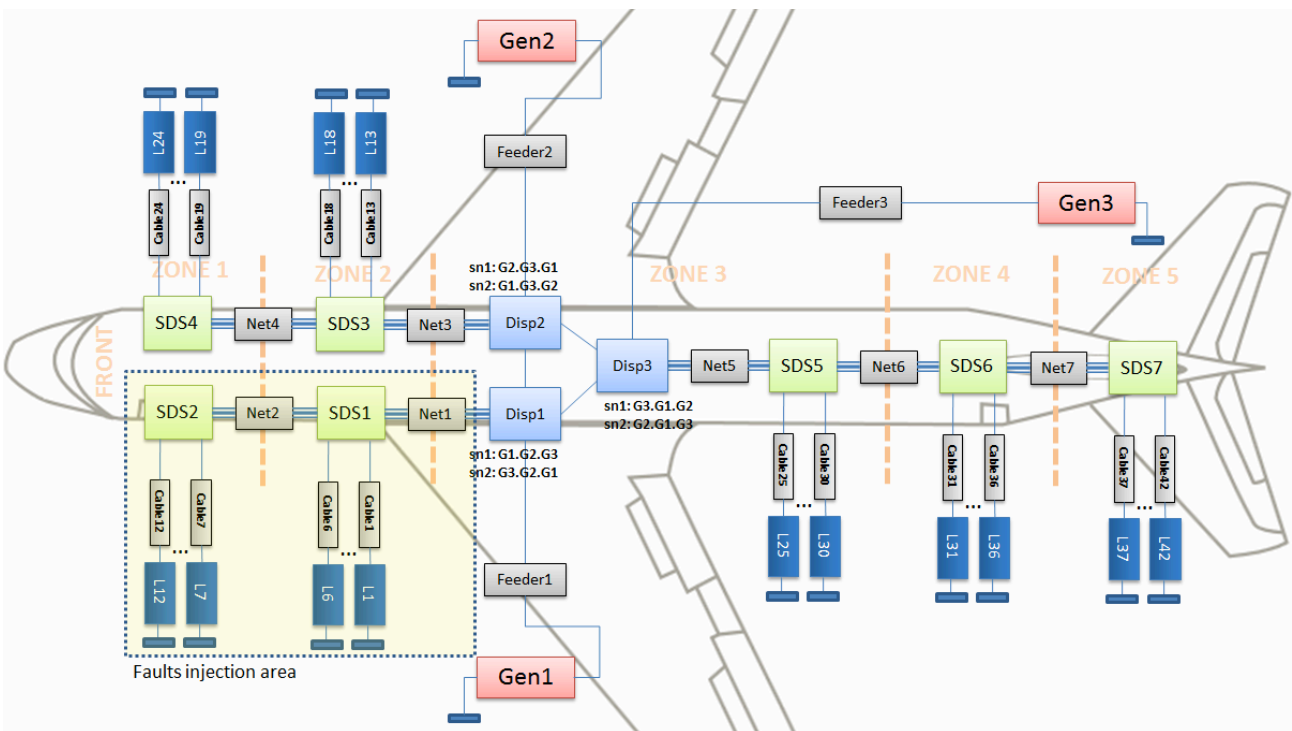 Gen2
Feeder2
L24
L19
L18
L13
...
...
Cable24
Cable19
Cable18
Cable13
Feeder3
Gen3
ZONE 1
ZONE 2
ZONE 3
ZONE 4
ZONE 5
sn1: G2.G3.G1
sn2: G1.G3.G2
SDS4
Net4
SDS3
Net3
Disp2
FRONT
Disp3
Net5
SDS5
Net6
SDS6
Net7
SDS7
SDS2
Net2
SDS1
Net1
Disp1
sn1: G3.G1.G2
sn2: G2.G1.G3
sn1: G1.G2.G3
sn2: G3.G2.G1
Cable12
Cable7
Cable6
Cable1
Cable25
Cable30
Cable31
Cable36
Cable37
Cable42
...
...
...
...
...
L12
L7
L6
L1
L25
L30
L31
L36
L37
L42
Feeder1
Faults injection area
Gen1